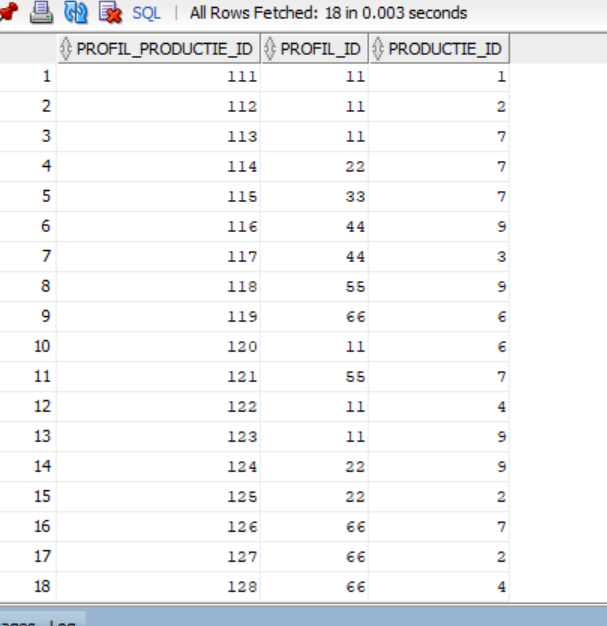 SQL | All Rows Fetched: 18 in 0.003 seconds
PROFIL_PRODUCTIE_ID PROFIL_ID PRODUCTIE_ID
1 111 11 1
2 112 11 2
3 113 11 7
4 114 22 7
5 115 33 7
6 116 44 9
7 117 44 3
8 118 55 9
9 119 66 6
10 120 11 6
11 121 55 7
12 122 11 4
13 123 11 9
14 124 22 9
15 125 22 2
16 126 66 7
17 127 66 2
18 128 66 4